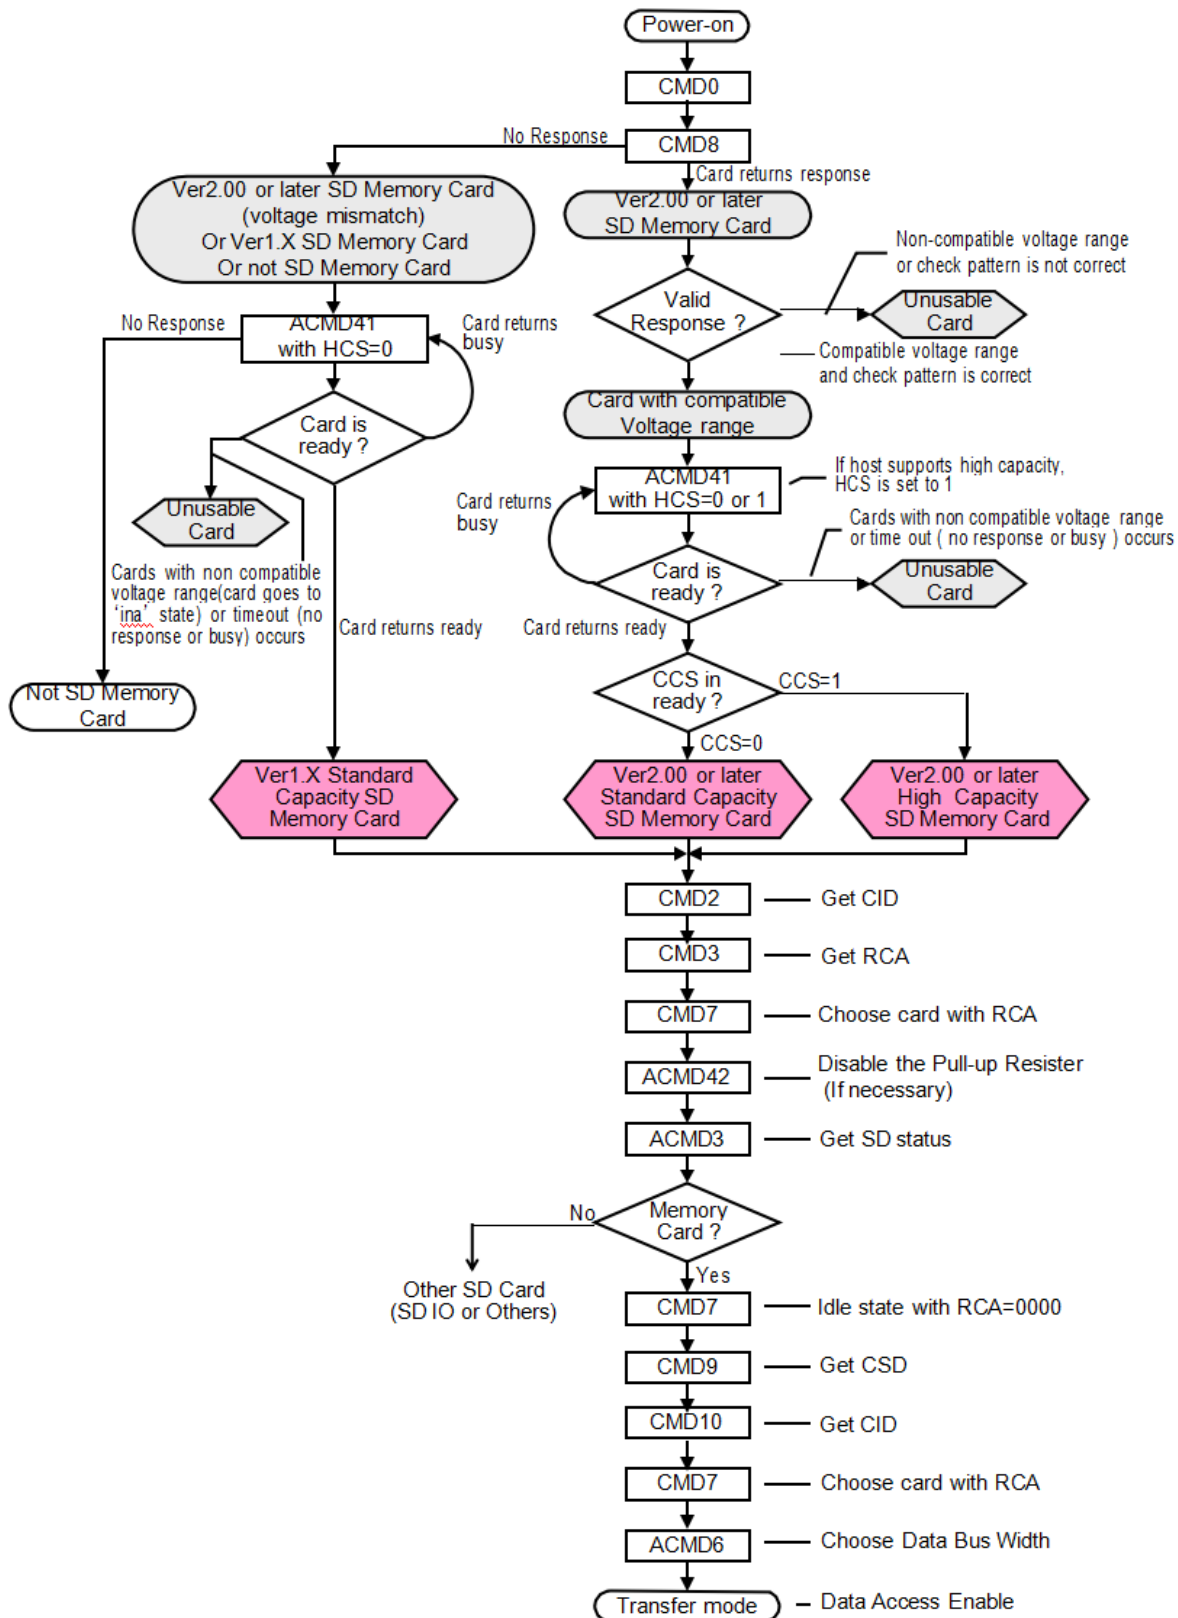 Power-on
CMD0
No Response
CMD8
Card returns response
Ver2.00 or later SD Memory Card
(voltage mismatch)
Or Ver1.X SD Memory Card
Or not SD Memory Card
Ver2.00 or later
SD Memory Card
Non-compatible voltage range
or check pattern is not correct
Valid
Response ?
Unusable
Card
Compatible voltage range
and check pattern is correct
No Response
ACMD41
with HCS=0
Card returns
busy
Card is
ready ?
Card with compatible
Voltage range
ACMD41
with HCS=0 or 1
If host supports high capacity,
HCS is set to 1
Card returns
busy
Unusable
Card
Cards with non compatible voltage range
or time out ( no response or busy ) occurs
Card is
ready ?
Unusable
Card
Cards with non compatible
voltage range(card goes to
‘ina’ state) or timeout (no
response or busy) occurs
Card returns ready
Card returns ready
Not SD Memory
Card
CCS in
ready ?
CCS=1
CCS=0
Ver1.X Standard
Capacity SD
Memory Card
Ver2.00 or later
Standard Capacity
SD Memory Card
Ver2.00 or later
High Capacity
SD Memory Card
CMD2
Get CID
CMD3
Get RCA
CMD7
Choose card with RCA
ACMD42
Disable the Pull-up Resister
(If necessary)
ACMD3
Get SD status
Memory
Card ?
No
Yes
Other SD Card
(SD IO or Others)
CMD7
Idle state with RCA=0000
CMD9
Get CSD
CMD10
Get CID
CMD7
Choose card with RCA
ACMD6
Choose Data Bus Width
Transfer mode
Data Access Enable